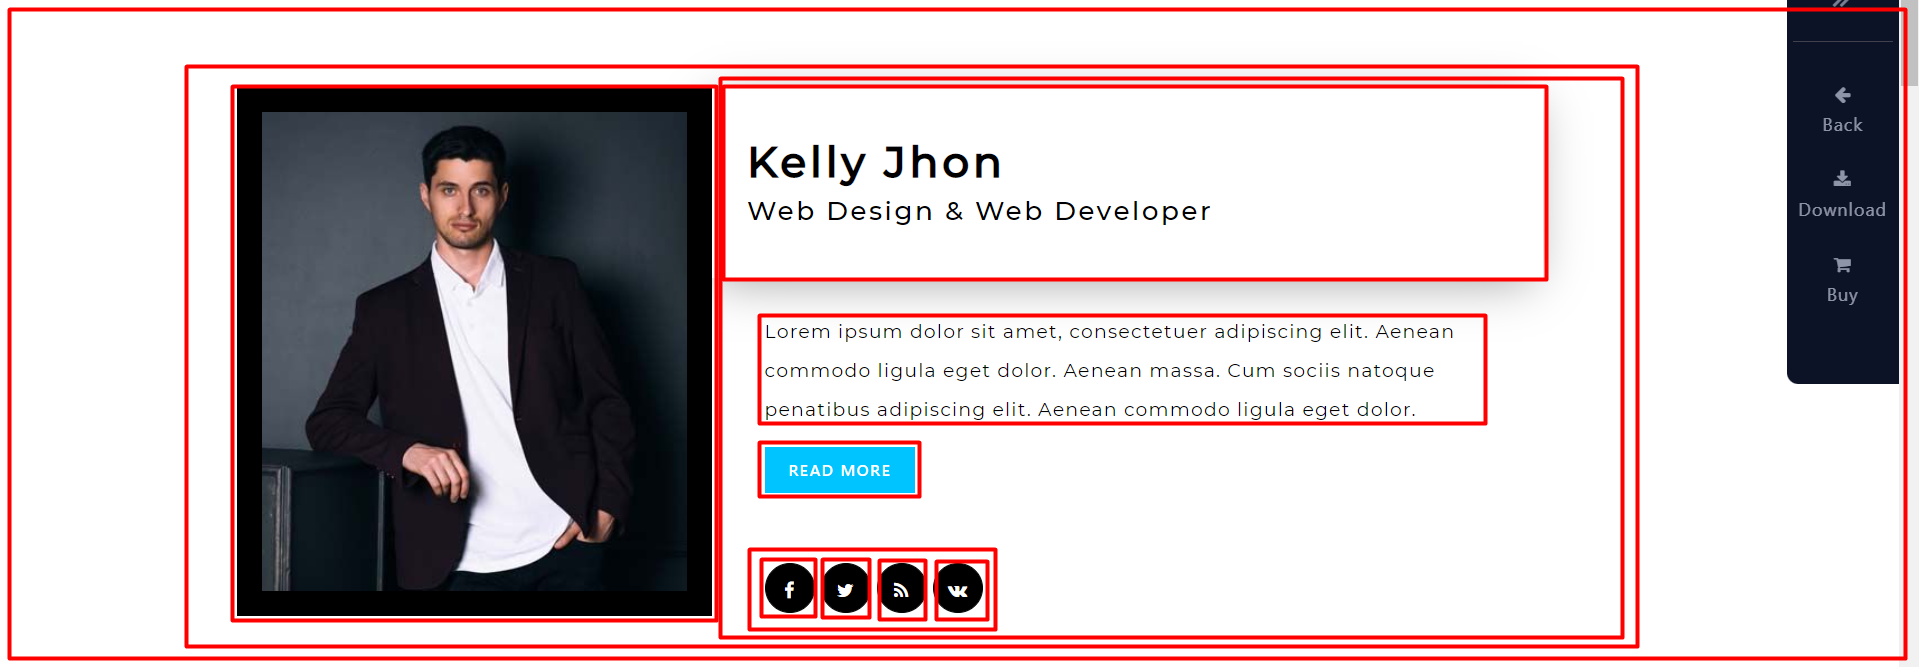 Kelly Jhon
Web Design & Web Developer
Lorem ipsum dolor sit amet, consectetuer adipiscing elit. Aenean
commodo ligula eget dolor. Aenean massa. Cum sociis natoque
penatibus adipiscing elit. Aenean commodo ligula eget dolor.
READ MORE
Back
Download
Buy